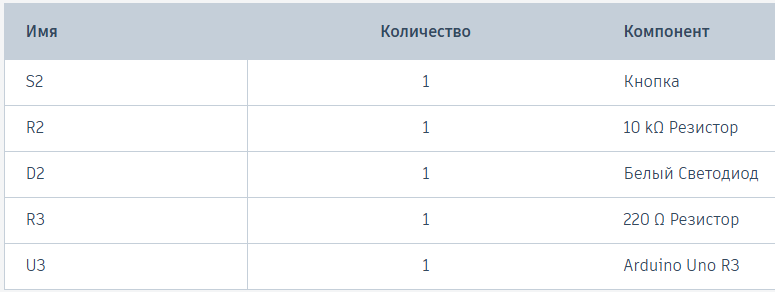 Имя Количество Компонент
S2 1 Кнопка
R2 1 10 kΩ Резистор
D2 1 Белый Светодиод
R3 1 220 Ω Резистор
U3 1 Arduino Uno R3